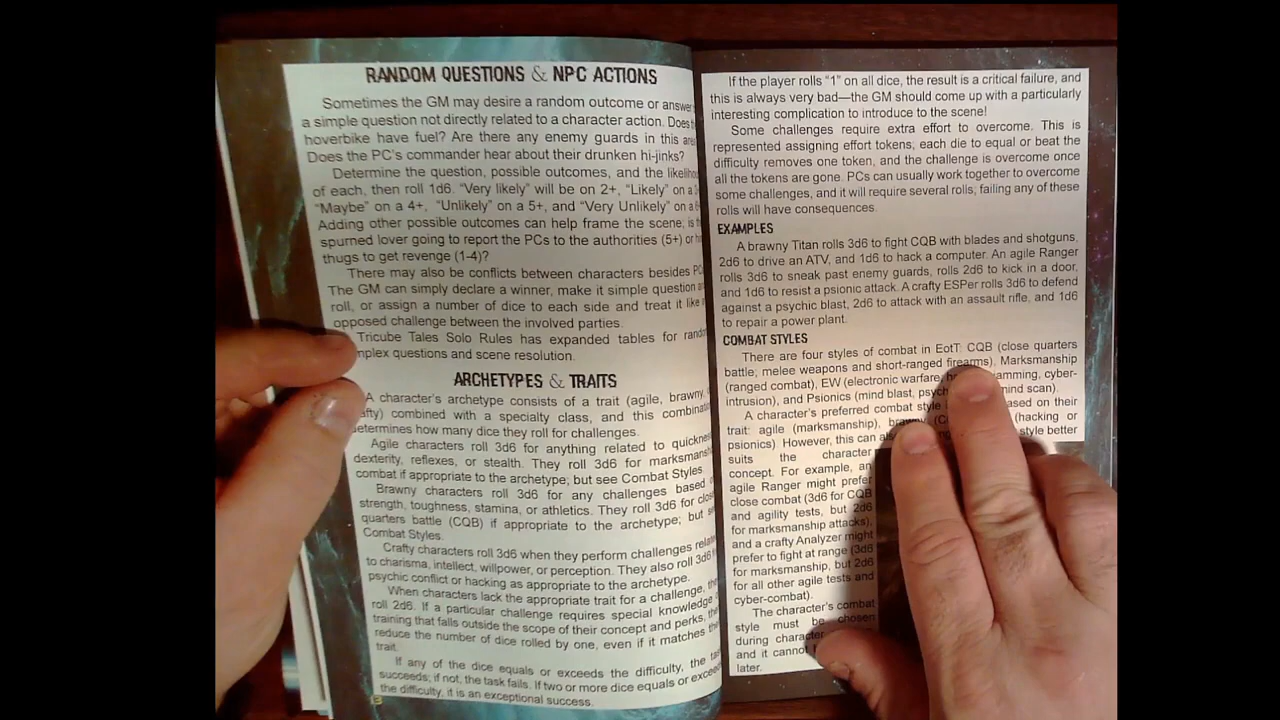 RANDOM QUESTIONS & NPC ACTIONS
Sometimes the GM may desire a random outcome or answer
a simple question not directly related to a character action. Does
hoverbike have fuel? Are there any enemy guards in this
Does the PC's commander hear about their drunken hi-jinks?
Determine the question, possible outcomes, and the likelihood
of each, then roll 1d6. "Very likely" will be on 2+, "Likely" on a
"Maybe" on a 4+, "Unlikely" on a 5+, and "Very Unlikely" on a
Adding other possible outcomes can help frame the scene; is
spurned lover going to report the PCs to the authorities (5+) or
thugs to get revenge (1-4)?
There may also be conflicts between characters besides
The GM can simply declare a winner, make it simple question
roll, or assign a number of dice to each side and treat it like
opposed challenge between the involved parties.
Tricube Tales Solo Rules has expanded tables for
questions and scene resolution.
ARCHETYPES & TRAITS
A character's archetype consists of a trait (agile, brawny,
combined with a specialty class, and this
determines how many dice they roll for challenges.
Agile characters roll 3d6 for anything related to quickness,
dexterity, reflexes, or stealth. They roll 3d6 for
combat if appropriate to the archetype; but see Combat Styles.
Brawny characters roll 3d6 for any challenges based
strength, toughness, stamina, or athletics. They roll 3d6 for
quarters battle (CQB) if appropriate to the archetype; but
Combat Styles.
Crafty characters roll 3d6 when they perform challenges
to charisma, intellect, willpower, or perception. They also roll 3d6
psychic conflict or hacking as appropriate to the archetype.
When characters lack the appropriate trait for a challenge,
roll 2d6. If a particular challenge requires special knowledge
training that falls outside the scope of their concept and perks,
reduce the number of dice rolled by one, even if it matches
trait.
If any of the dice equals or exceeds the difficulty, the
succeeds; if not, the task fails. If two or more dice equals or
the difficulty, it is an exceptional success.
If the player rolls "1" on all dice, the result is a critical failure, and
this is always very bad—the GM should come up with a particularly
interesting complication to introduce to the scene!
Some challenges require extra effort to overcome. This is
represented assigning effort tokens, each die to equal or beat the
difficulty removes one token, and the challenge is overcome once
all the tokens are gone. PCs can usually work together to overcome
some challenges, and it will require several rolls; failing any of these
rolls will have consequences.
EXAMPLES
A brawny Titan rolls 3d6 to fight CQB with blades and shotguns,
2d6 to drive an ATV, and 1d6 to hack a computer. An agile Ranger
rolls 3d6 to sneak past enemy guards, rolls 2d6 to kick in a door,
and 1d6 to resist a psionic attack. A crafty ESPer rolls 3d6 to defend
against a psychic blast, 2d6 to attack with an assault rifle, and 1d6
to repair a power plant.
COMBAT STYLES
There are four styles of combat in EotT: CQB (close quarters
battle; melee weapons and short-ranged firearms), Marksmanship
(ranged combat), EW (electronic warfare; cyber-
intrusion), and Psionics (mind blast, mind scan).
A character's preferred combat style based on their
trait: agile (marksmanship), (hacking or
psionics). However, this can style better
suits the character
concept. For example, an
agile Ranger might prefer
close combat (3d6 for CQB
and agility tests, but 2d6
for marksmanship attacks),
and a crafty Analyzer might
prefer to fight at range (3d6
for marksmanship, but 2d6
for all other agile tests and
cyber-combat).
The character's combat
style must be chosen
during
and it cannot
later.